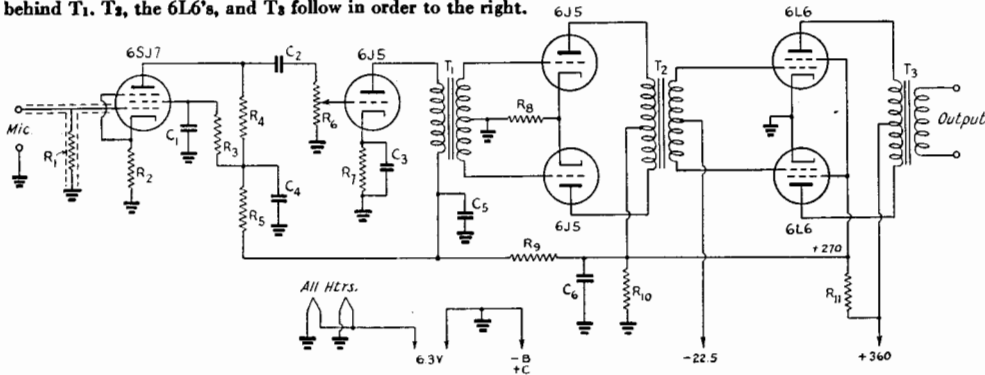 behind T₁. T₂, the 6L6's, and T₃ follow in order to the right.
6SJ7
C₂
6J5
T₁
6J5
T₂
6L6
T₃
Mic.
R₁
R₂
C₁
R₃
R₄
R₆
R₇
C₃
R₈
Output
C₄
R₅
C₅
6J5
6L6
R₉
+270
C₆
R₁₀
R₁₁
All Htrs.
6.3V
-B
+C
-22.5
+360